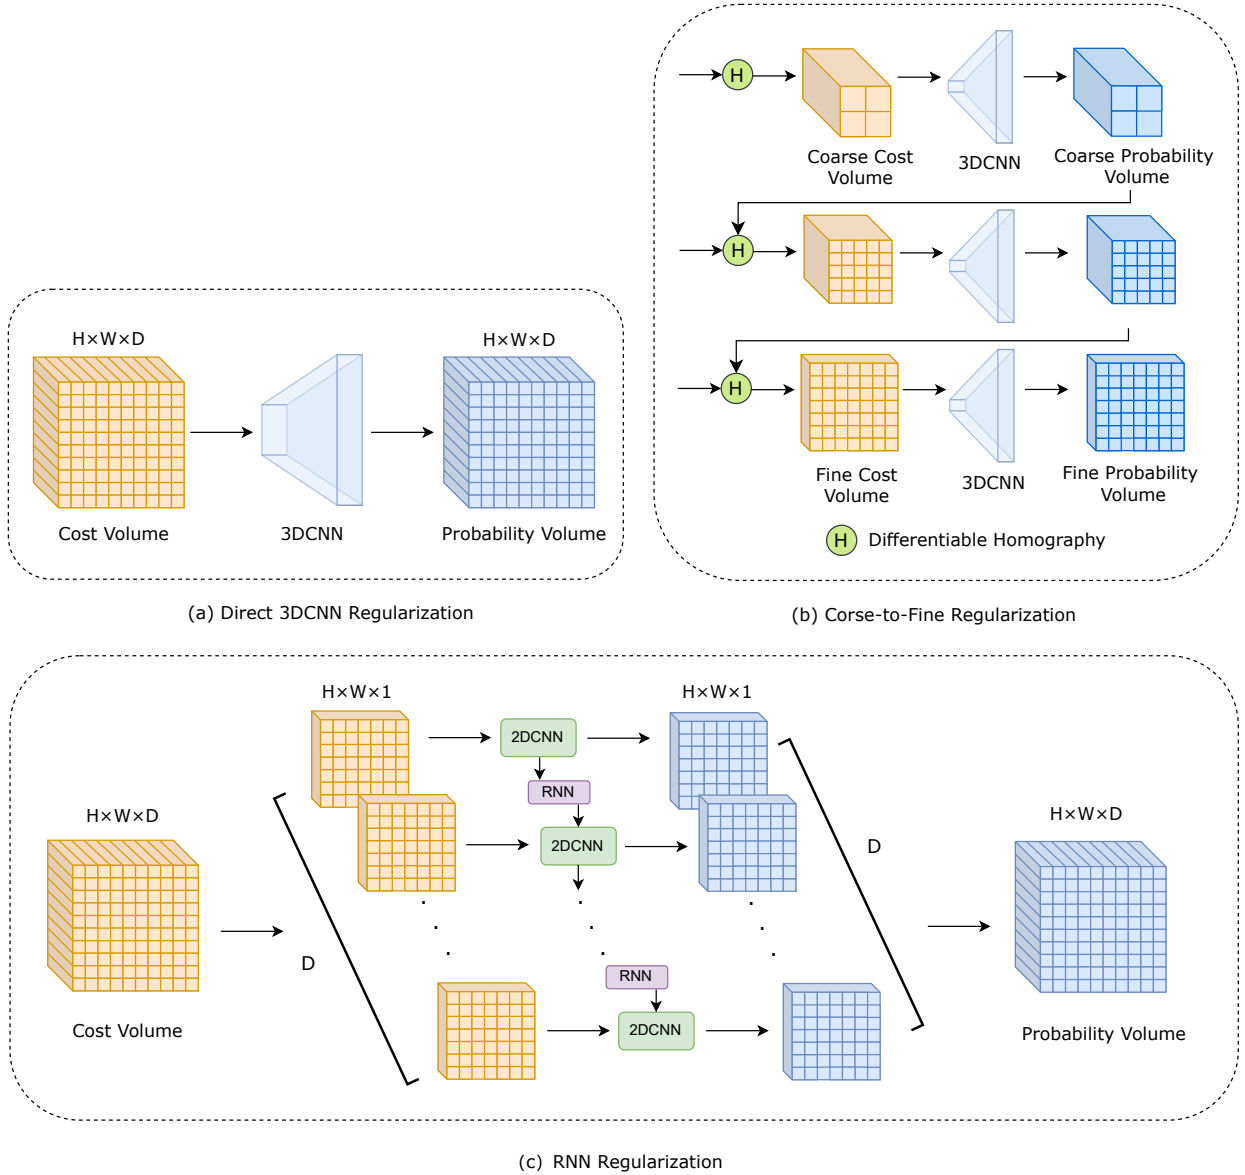 H×W×D
H×W×D
Cost Volume
3DCNN
Probability Volume
(a) Direct 3DCNN Regularization
H
Coarse Cost
Volume
3DCNN
Coarse Probability
Volume
H
H
Fine Cost
Volume
3DCNN
Fine Probability
Volume
H
Differentiable Homography
(b) Corse-to-Fine Regularization
H×W×D
Cost Volume
D
H×W×1
2DCNN
H×W×1
RNN
2DCNN
RNN
2DCNN
D
H×W×D
Probability Volume
(c) RNN Regularization